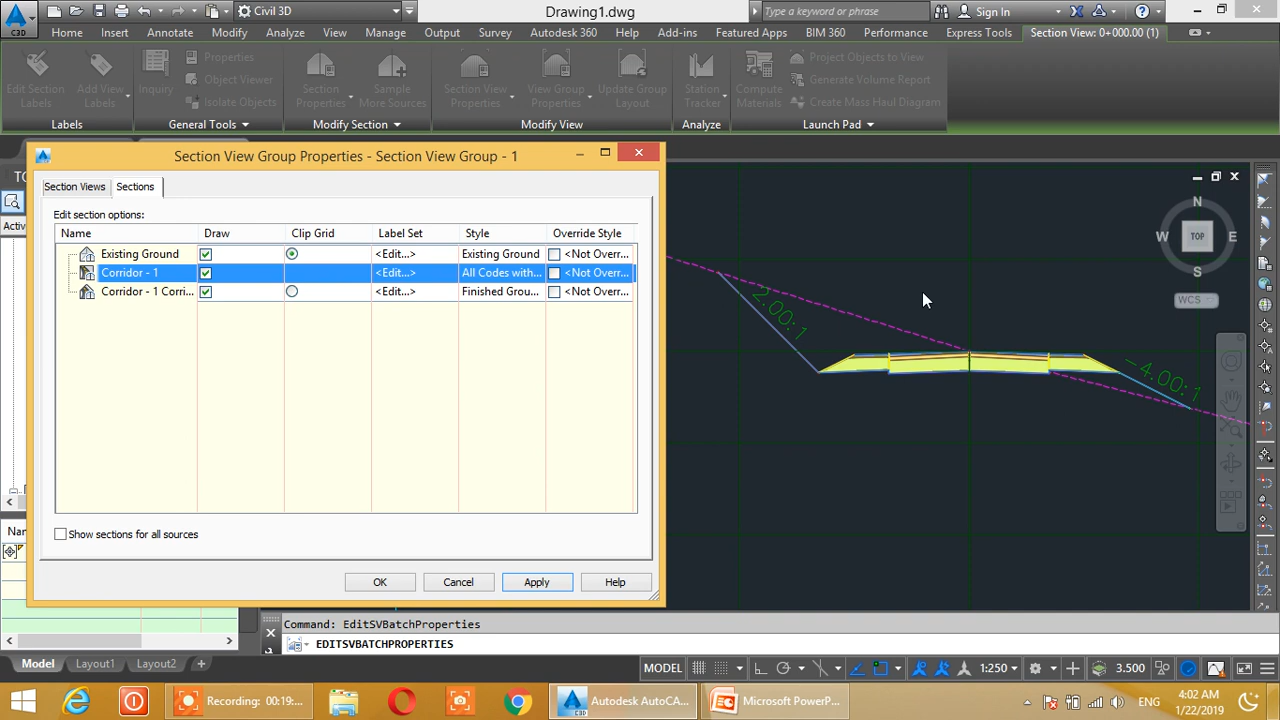 Civil 3D
Drawing1.dwg
Type a keyword or phrase
Sign In
C3D
Home
Insert
Annotate
Modify
Analyze
View
Manage
Output
Survey
Autodesk 360
Help
Add-ins
Featured Apps
BIM 360
Performance
Express Tools
Section View: 0+000.00 (1)
Edit Section
Labels
Add View
Labels
Labels
Inquiry
Properties
Object Viewer
Isolate Objects
General Tools
Section
Properties
Sample
More Sources
Modify Section
Section View
Properties
View Group
Properties
Update Group
Layout
Modify View
Station
Tracker
Analyze
Compute
Materials
Project Objects to View
Generate Volume Report
Create Mass Haul Diagram
Launch Pad
Section View Group Properties - Section View Group - 1
Section Views
Sections
Edit section options:
Name Draw Clip Grid Label Set Style Override Style
Existing Ground <Edit...> Existing Ground <Not Overr...
Corridor - 1 <Edit...> All Codes with... <Not Overr...
Corridor - 1 Corri... <Edit...> Finished Grou... <Not Overr...
Show sections for all sources
OK
Cancel
Apply
Help
TO
Activ
Nan
2.00:1
-4.00:1
N
W
TOP
E
S
WCS
Command: EditSVBatchProperties
EDITSVBATCHPROPERTIES
Model
Layout1
Layout2
+
MODEL
1:250
3.500
Recording: 00:19:...
Autodesk AutoCA...
Microsoft PowerP...
4:02 AM
1/22/2019